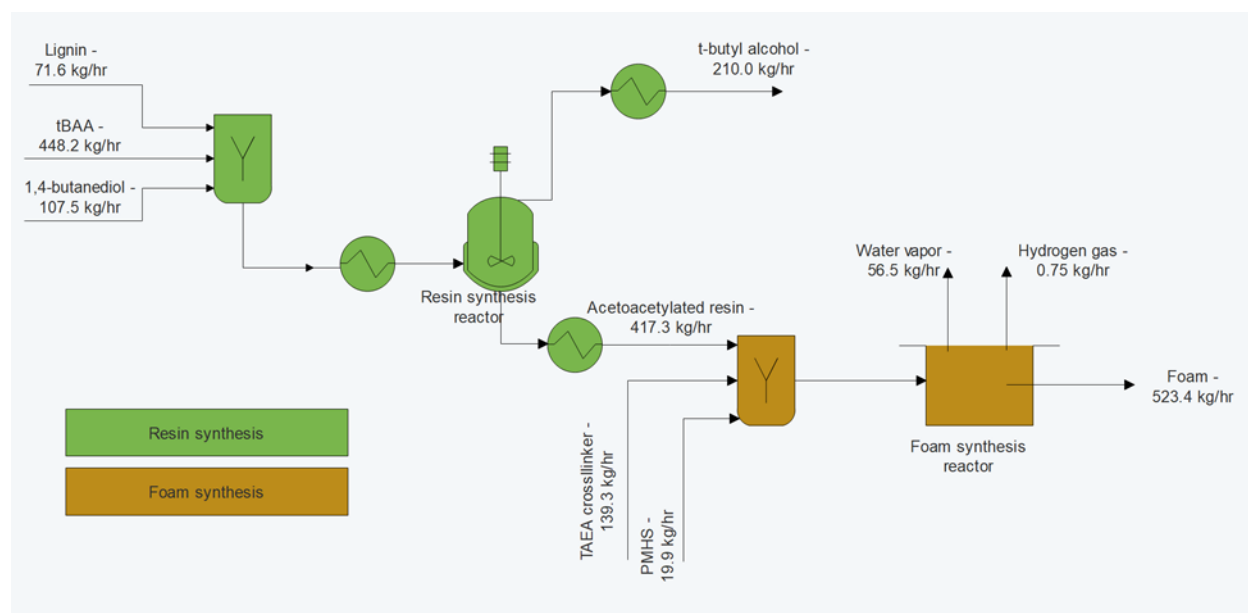 Lignin -
71.6 kg/hr
tBAA -
448.2 kg/hr
1,4-butanediol -
107.5 kg/hr
t-butyl alcohol -
210.0 kg/hr
Resin synthesis
reactor
Acetoacetylated resin -
417.3 kg/hr
Water vapor -
56.5 kg/hr
Hydrogen gas -
0.75 kg/hr
Foam -
523.4 kg/hr
Foam synthesis
reactor
TAEA crossllinker -
139.3 kg/hr
PMHS -
19.9 kg/hr
Resin synthesis
Foam synthesis